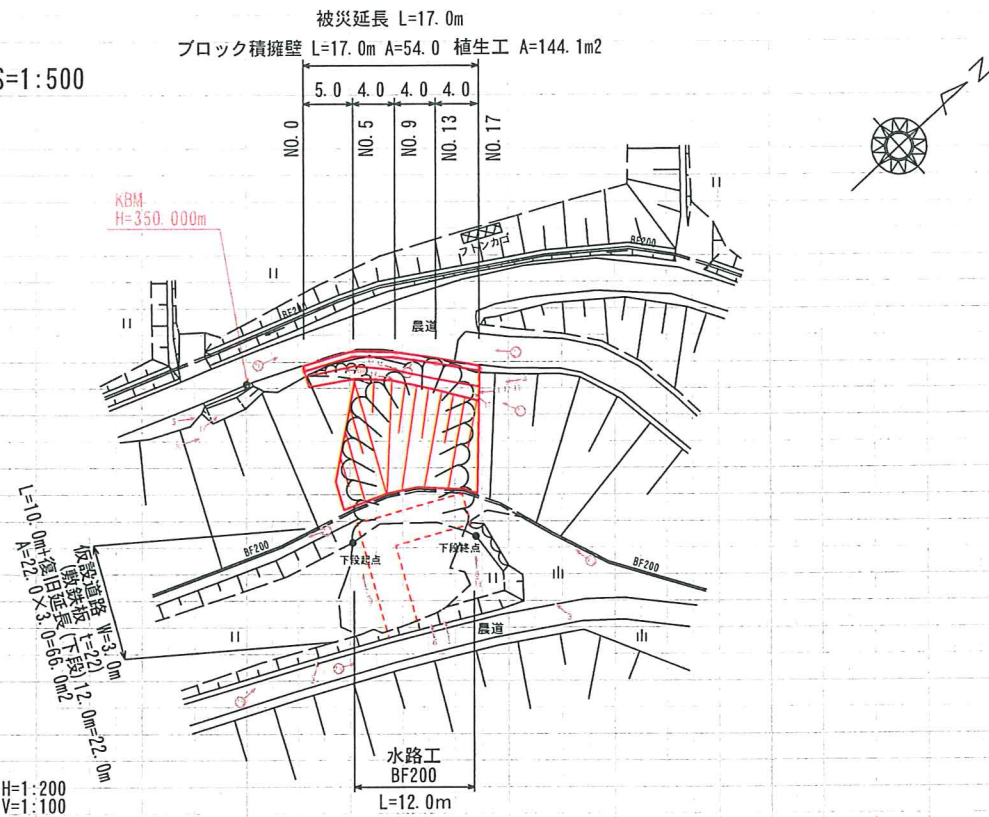 被災延長 L=17.0m
ブロック積擁壁 L=17.0m A=54.0 植生工 A=144.1m2
S=1:500
5.0 4.0 4.0 4.0
NO.0
NO.5
NO.9
NO.13
NO.17
N
KBM
H=350.000m
フトンカゴ
BF200
BF200
農道
BF200
下段起点
下段終点
BF200
農道
仮設道路 W=3.0m
(敷鉄板 t=22)
L=10.0m+復旧延長(下段)12.0m=22.0m
A=22.0×3.0=66.0m2
水路工
BF200
L=12.0m
H=1:200
V=1:100